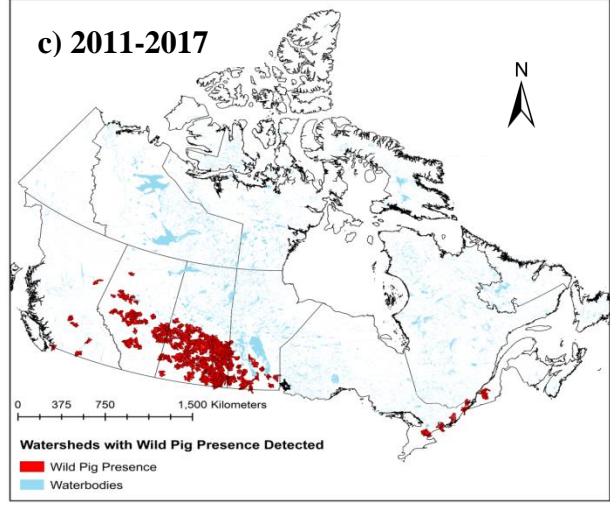 c) 2011-2017
N
0 375 750 1,500 Kilometers
Watersheds with Wild Pig Presence Detected
Wild Pig Presence
Waterbodies